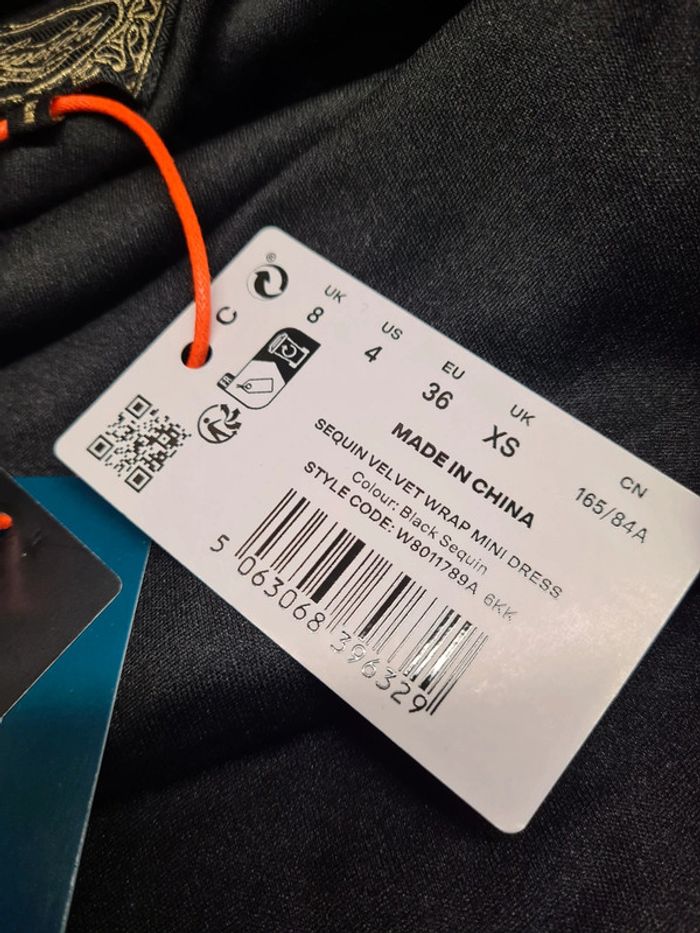 UK
8
US
4
EU
36
UK
XS
CN
165/84A
MADE IN CHINA
SEQUIN VELVET WRAP MINI DRESS
Colour: Black Sequin
STYLE CODE: W8011789A 6KK
5 063068 396329
FR